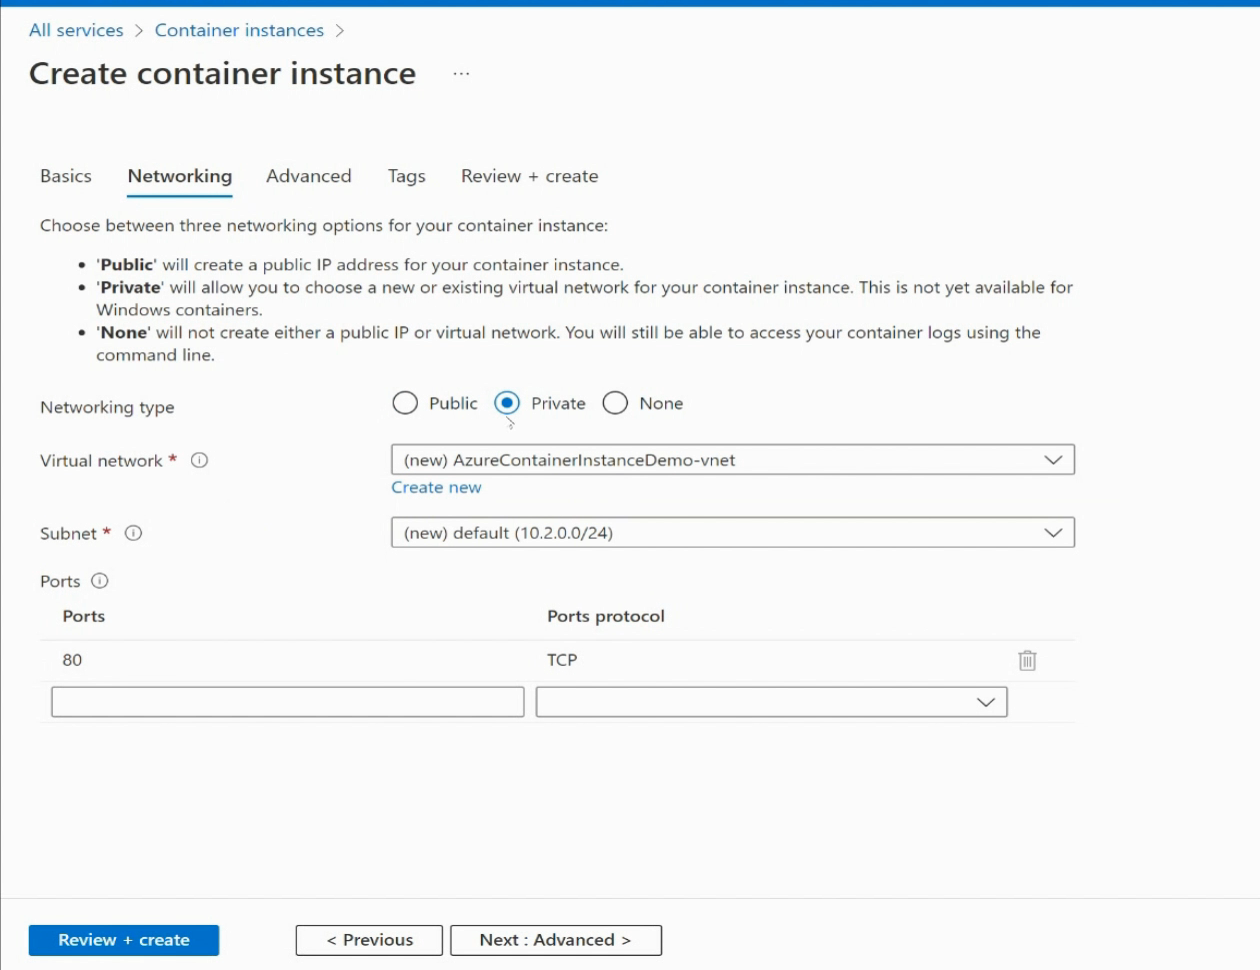 All services > Container instances >
Create container instance ...
Basics Networking Advanced Tags Review + create
Choose between three networking options for your container instance:
• 'Public' will create a public IP address for your container instance.
• 'Private' will allow you to choose a new or existing virtual network for your container instance. This is not yet available for
Windows containers.
• 'None' will not create either a public IP or virtual network. You will still be able to access your container logs using the
command line.
Networking type Public Private None
Virtual network * (new) AzureContainerInstanceDemo-vnet
Create new
Subnet * (new) default (10.2.0.0/24)
Ports
Ports Ports protocol
80 TCP
Review + create < Previous Next : Advanced >